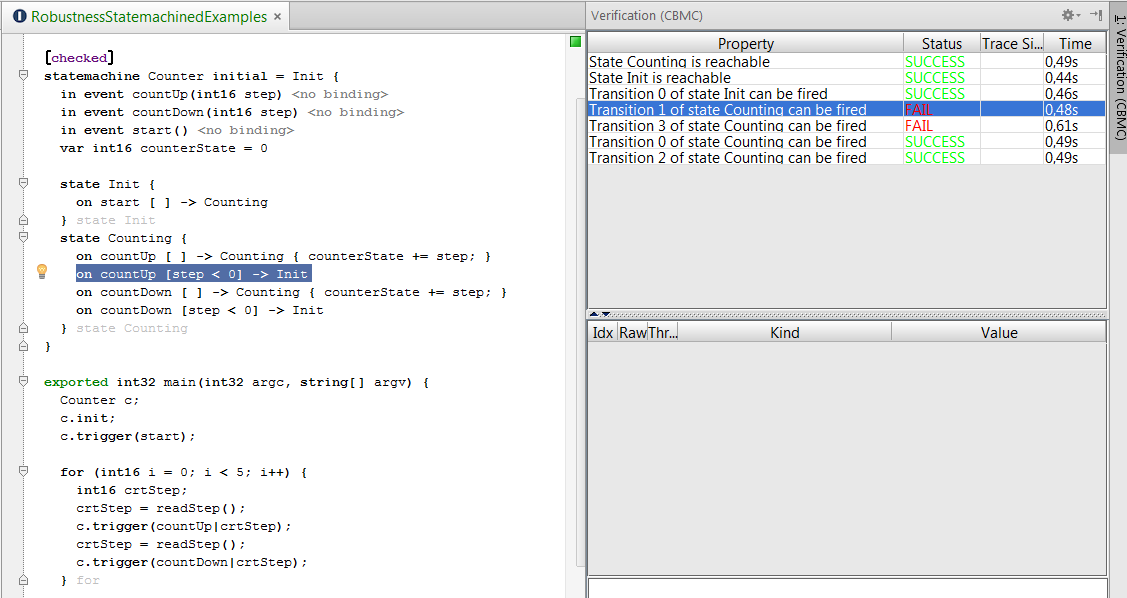 RobustnessStatemachinedExamples ×
[checked]
statemachine Counter initial = Init {
in event countUp(int16 step) <no binding>
in event countDown(int16 step) <no binding>
in event start() <no binding>
var int16 counterState = 0
state Init {
on start [ ] -> Counting
} state Init
state Counting {
on countUp [ ] -> Counting { counterState += step; }
on countUp [step < 0] -> Init
on countDown [ ] -> Counting { counterState += step; }
on countDown [step < 0] -> Init
} state Counting
}
exported int32 main(int32 argc, string[] argv) {
Counter c;
c.init;
c.trigger(start);
for (int16 i = 0; i < 5; i++) {
int16 crtStep;
crtStep = readStep();
c.trigger(countUp|crtStep);
crtStep = readStep();
c.trigger(countDown|crtStep);
} for
Verification (CBMC)
Property Status Trace Si... Time
State Counting is reachable SUCCESS 0,49s
State Init is reachable SUCCESS 0,44s
Transition 0 of state Init can be fired SUCCESS 0,46s
Transition 1 of state Counting can be fired FAIL 0,48s
Transition 3 of state Counting can be fired FAIL 0,61s
Transition 0 of state Counting can be fired SUCCESS 0,49s
Transition 2 of state Counting can be fired SUCCESS 0,49s
Idx Raw Thr... Kind Value
1: Verification (CBMC)